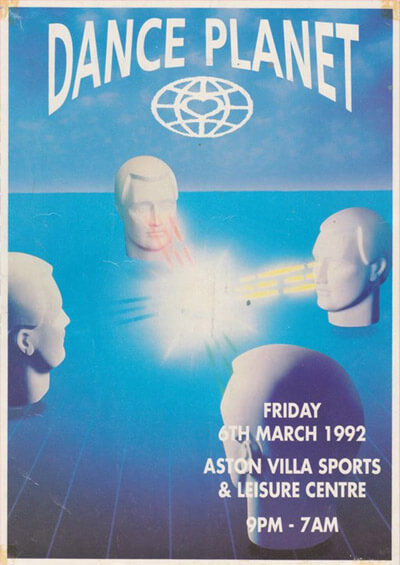 DANCE PLANET
FRIDAY
6TH MARCH 1992
ASTON VILLA SPORTS
& LEISURE CENTRE
9PM - 7AM